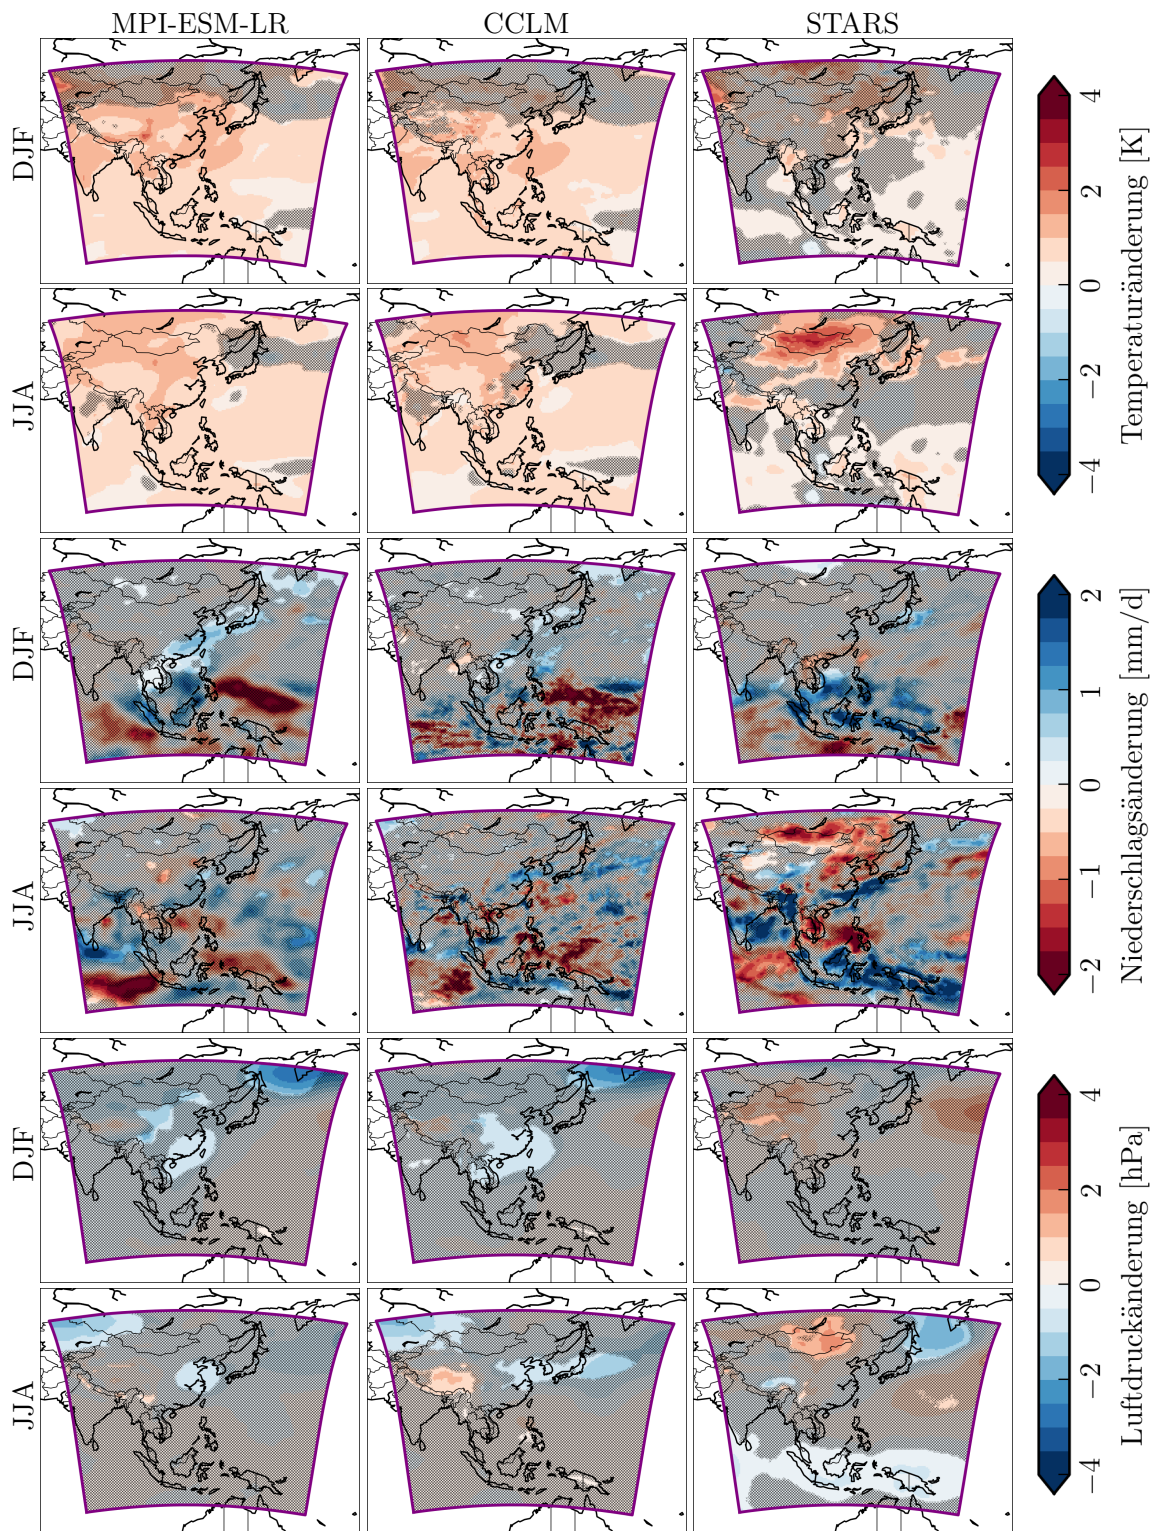 MPI-ESM-LR CCLM STARS
DJF
JJA
DJF
JJA
DJF
JJA
4
2
0
−2
−4
Temperaturänderung [K]
2
1
0
−1
−2
Niederschlagsänderung [mm/d]
4
2
0
−2
−4
Luftdruckänderung [hPa]